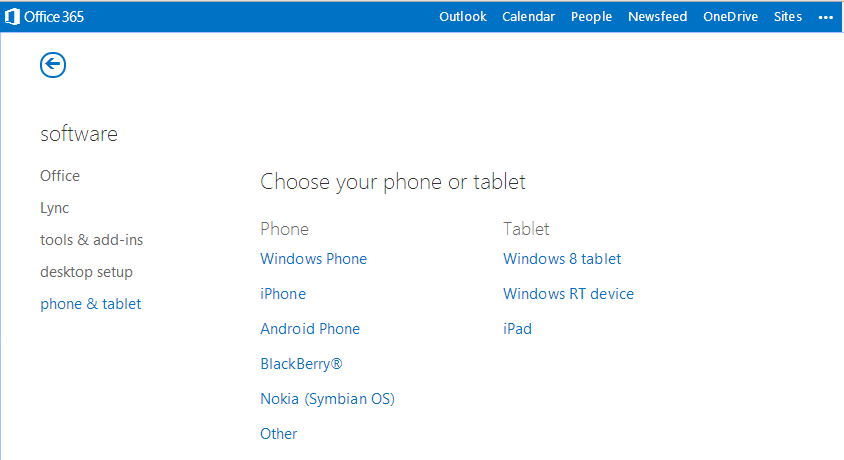 Office 365
Outlook Calendar People Newsfeed OneDrive Sites •••
software
Office
Lync
tools & add-ins
desktop setup
phone & tablet
Choose your phone or tablet
Phone
Windows Phone
iPhone
Android Phone
BlackBerry®
Nokia (Symbian OS)
Other
Tablet
Windows 8 tablet
Windows RT device
iPad